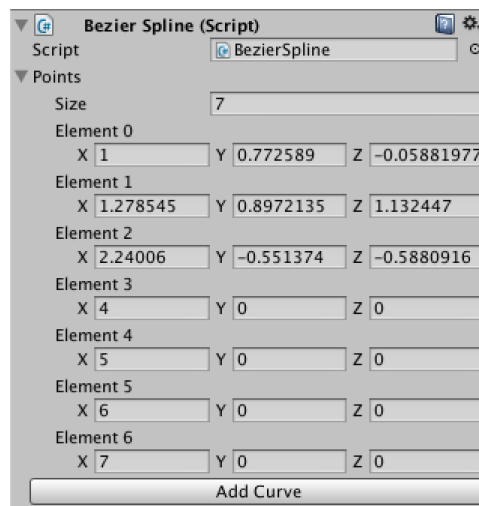 Bezier Spline (Script)
Script BezierSpline
Points
Size 7
Element 0
X 1 Y 0.772589 Z -0.05881977
Element 1
X 1.278545 Y 0.8972135 Z 1.132447
Element 2
X 2.24006 Y -0.551374 Z -0.5880916
Element 3
X 4 Y 0 Z 0
Element 4
X 5 Y 0 Z 0
Element 5
X 6 Y 0 Z 0
Element 6
X 7 Y 0 Z 0
Add Curve